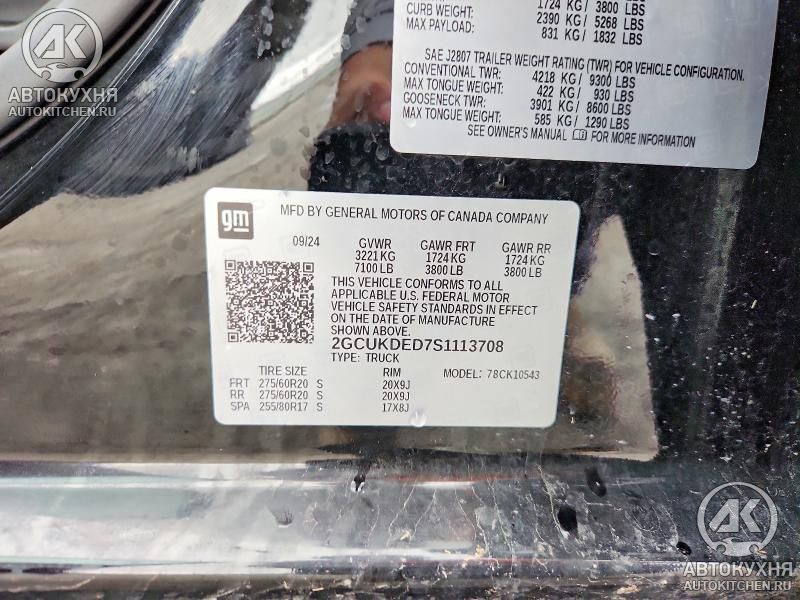 1724 KG/ 3800 LBS
CURB WEIGHT: 2390 KG/ 5268 LBS
MAX PAYLOAD: 831 KG/ 1832 LBS
SAE J2807 TRAILER WEIGHT RATING (TWR) FOR VEHICLE CONFIGURATION.
CONVENTIONAL TWR: 4218 KG/ 9300 LBS
MAX TONGUE WEIGHT: 422 KG/ 930 LBS
GOOSENECK TWR: 3901 KG/ 8600 LBS
MAX TONGUE WEIGHT: 585 KG/ 1290 LBS
SEE OWNER'S MANUAL FOR MORE INFORMATION
AK
АВТОКУХНЯ
AUTOKITCHEN.RU
gm
MFD BY GENERAL MOTORS OF CANADA COMPANY
09/24 GVWR GAWR FRT GAWR RR
3221 KG 1724 KG 1724 KG
7100 LB 3800 LB 3800 LB
THIS VEHICLE CONFORMS TO ALL
APPLICABLE U.S. FEDERAL MOTOR
VEHICLE SAFETY STANDARDS IN EFFECT
ON THE DATE OF MANUFACTURE
SHOWN ABOVE.
2GCUKDED7S1113708
TYPE: TRUCK
TIRE SIZE RIM MODEL: 78CK10543
FRT 275/60R20 S 20X9J
RR 275/60R20 S 20X9J
SPA 255/80R17 S 17X8J
AK
АВТОКУХНЯ
AUTOKITCHEN.RU